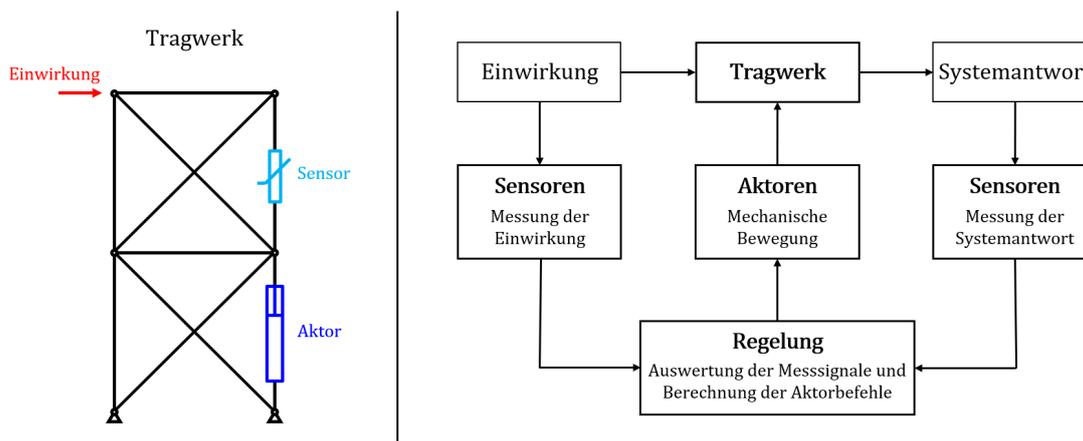 Tragwerk
Einwirkung
Sensor
Aktor
Einwirkung
Tragwerk
Systemantwor
Sensoren
Messung der
Einwirkung
Aktoren
Mechanische
Bewegung
Sensoren
Messung der
Systemantwort
Regelung
Auswertung der Messsignale und
Berechnung der Aktorbefehle